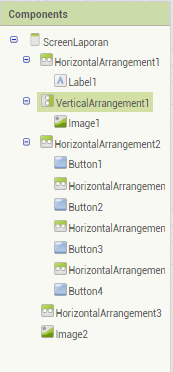 Components
ScreenLaporan
HorizontalArrangement1
Label1
VerticalArrangement1
Image1
HorizontalArrangement2
Button1
HorizontalArrangemen
Button2
HorizontalArrangemen
Button3
HorizontalArrangemen
Button4
HorizontalArrangement3
Image2